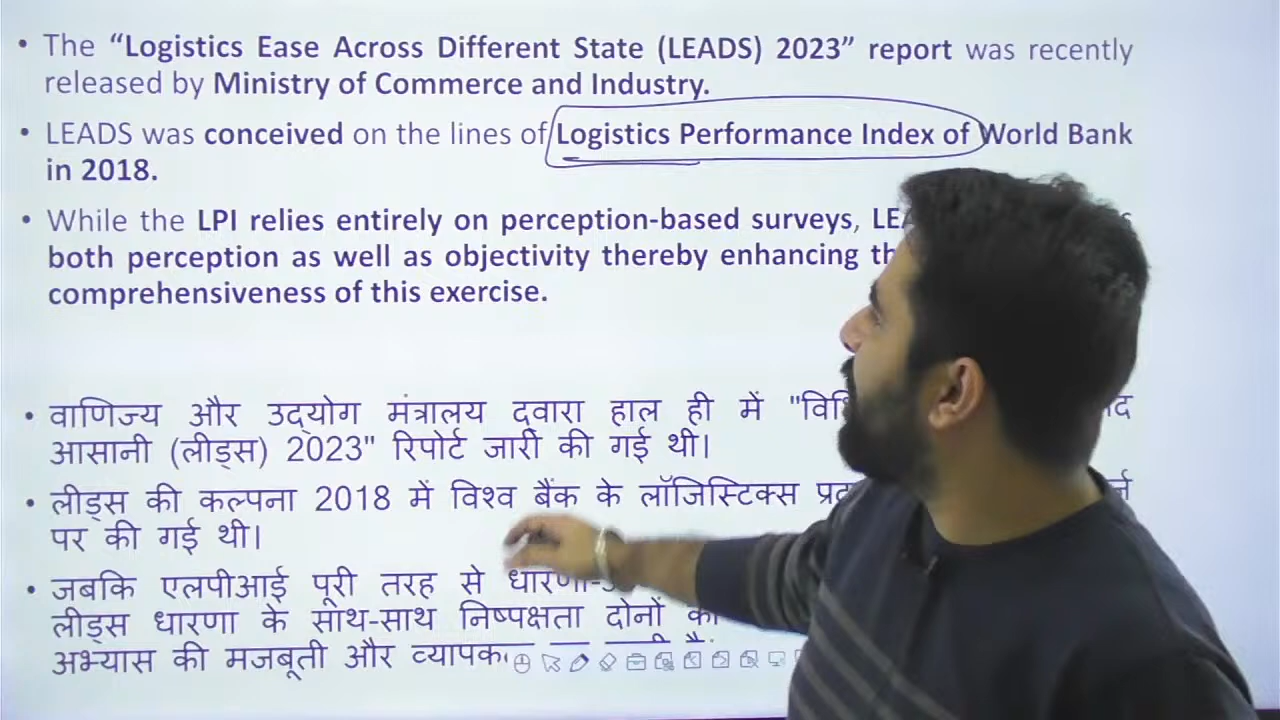 • The “Logistics Ease Across Different State (LEADS) 2023” report was recently
released by Ministry of Commerce and Industry.
• LEADS was conceived on the lines of Logistics Performance Index of World Bank
in 2018.
• While the LPI relies entirely on perception-based surveys,
both perception as well as objectivity thereby enhancing
comprehensiveness of this exercise.
• वाणिज्य और उद्योग मंत्रालय द्वारा हाल ही में
आसानी (लीड्स) 2023" रिपोर्ट जारी की गई थी।
• लीड्स की कल्पना 2018 में विश्व बैंक के लॉजिस्टिक्स
पर की गई थी।
• जबकि एलपीआई पूरी तरह से
लीड्स धारणा के साथ-साथ निष्पक्षता दोनों
अभ्यास की मजबूती और